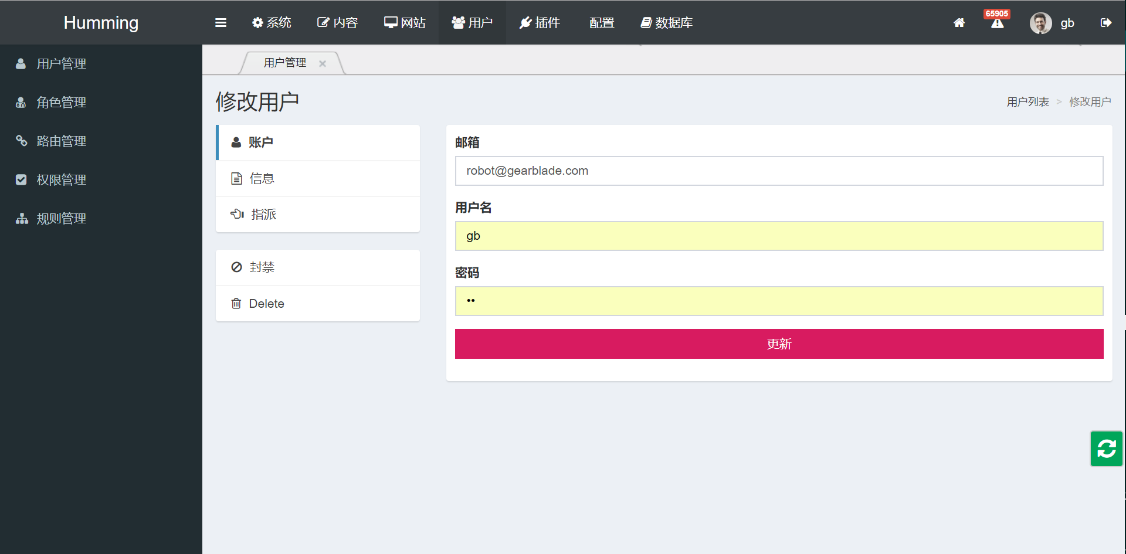 Humming
系统 内容 网站 用户 插件 配置 数据库 65905 gb
用户管理
角色管理
路由管理
权限管理
规则管理
用户管理 ×
修改用户
用户列表 > 修改用户
账户
信息
指派
封禁
Delete
邮箱
robot@gearblade.com
用户名
gb
密码
••
更新